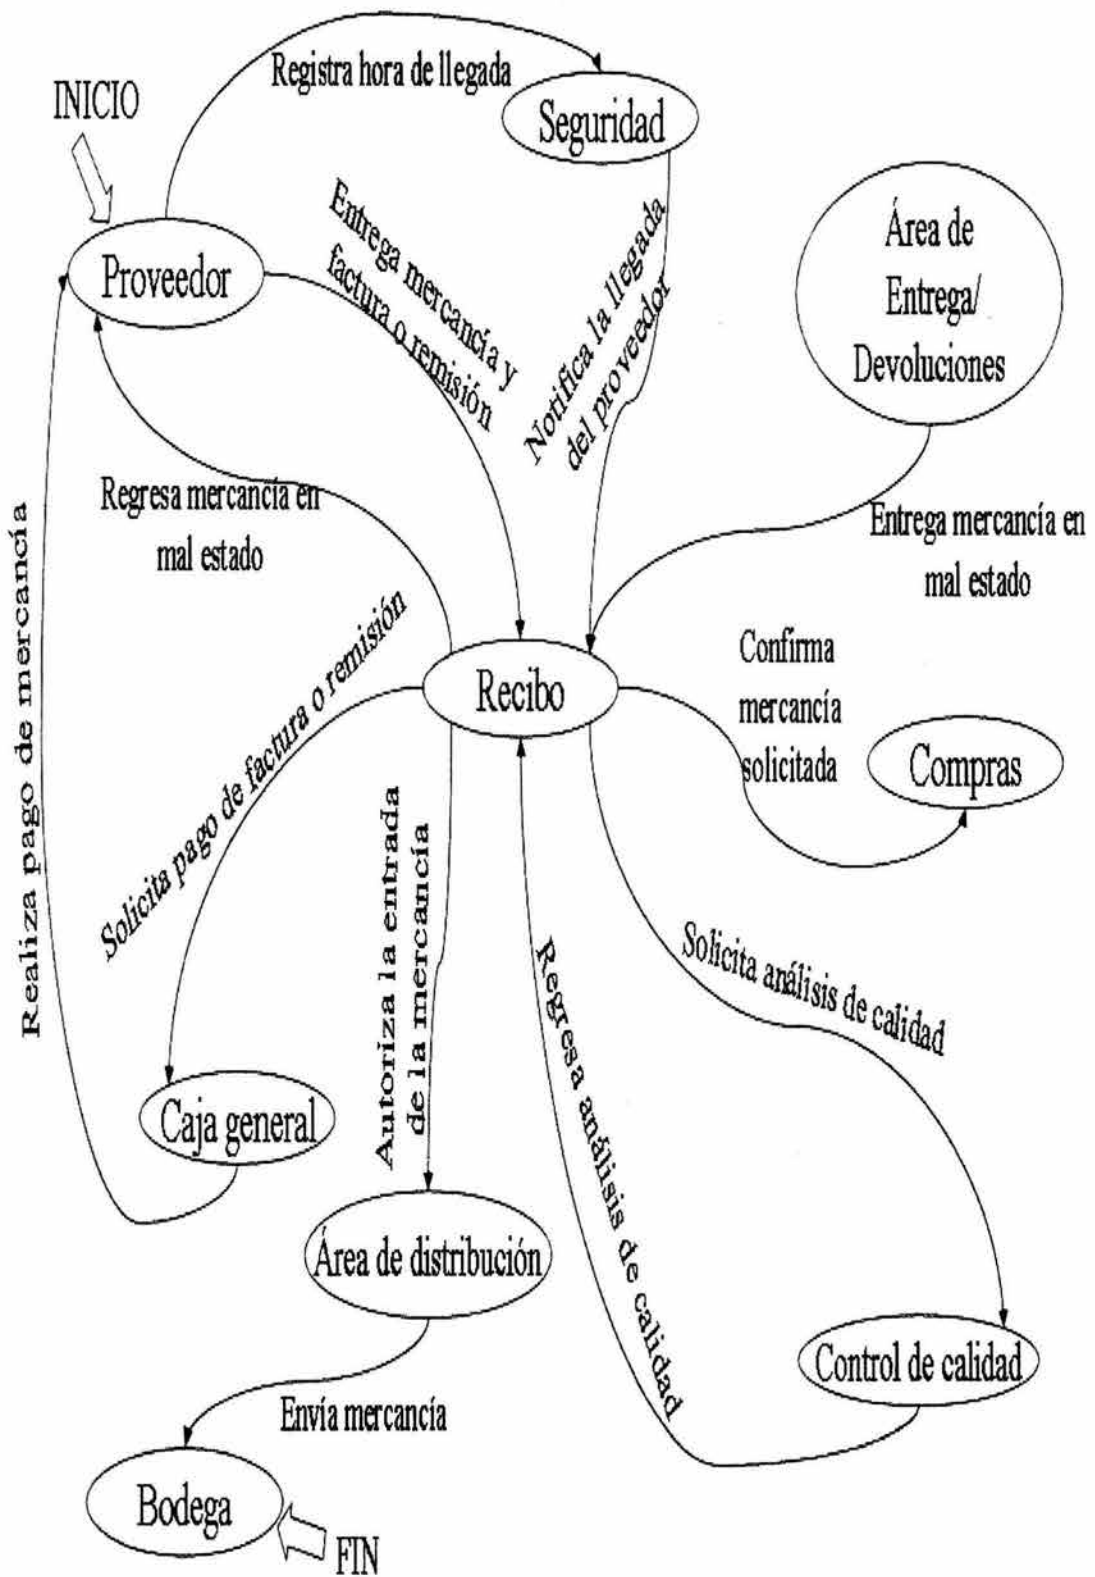 Registra hora de llegada
INICIO
Seguridad
Proveedor
Entrega mercancía y
factura o remisión
Notifica la llegada
del proveedor
Área de
Entrega/
Devoluciones
Regresa mercancía en
mal estado
Entrega mercancía en
mal estado
Realiza pago de mercancía
Solicita pago de factura o remisión
Recibo
Confirma
mercancía
solicitada
Compras
Autoriza la entrada
de la mercancía
Regresa análisis de calidad
Solicita análisis de calidad
Caja general
Área de distribución
Control de calidad
Envía mercancía
Bodega
FIN